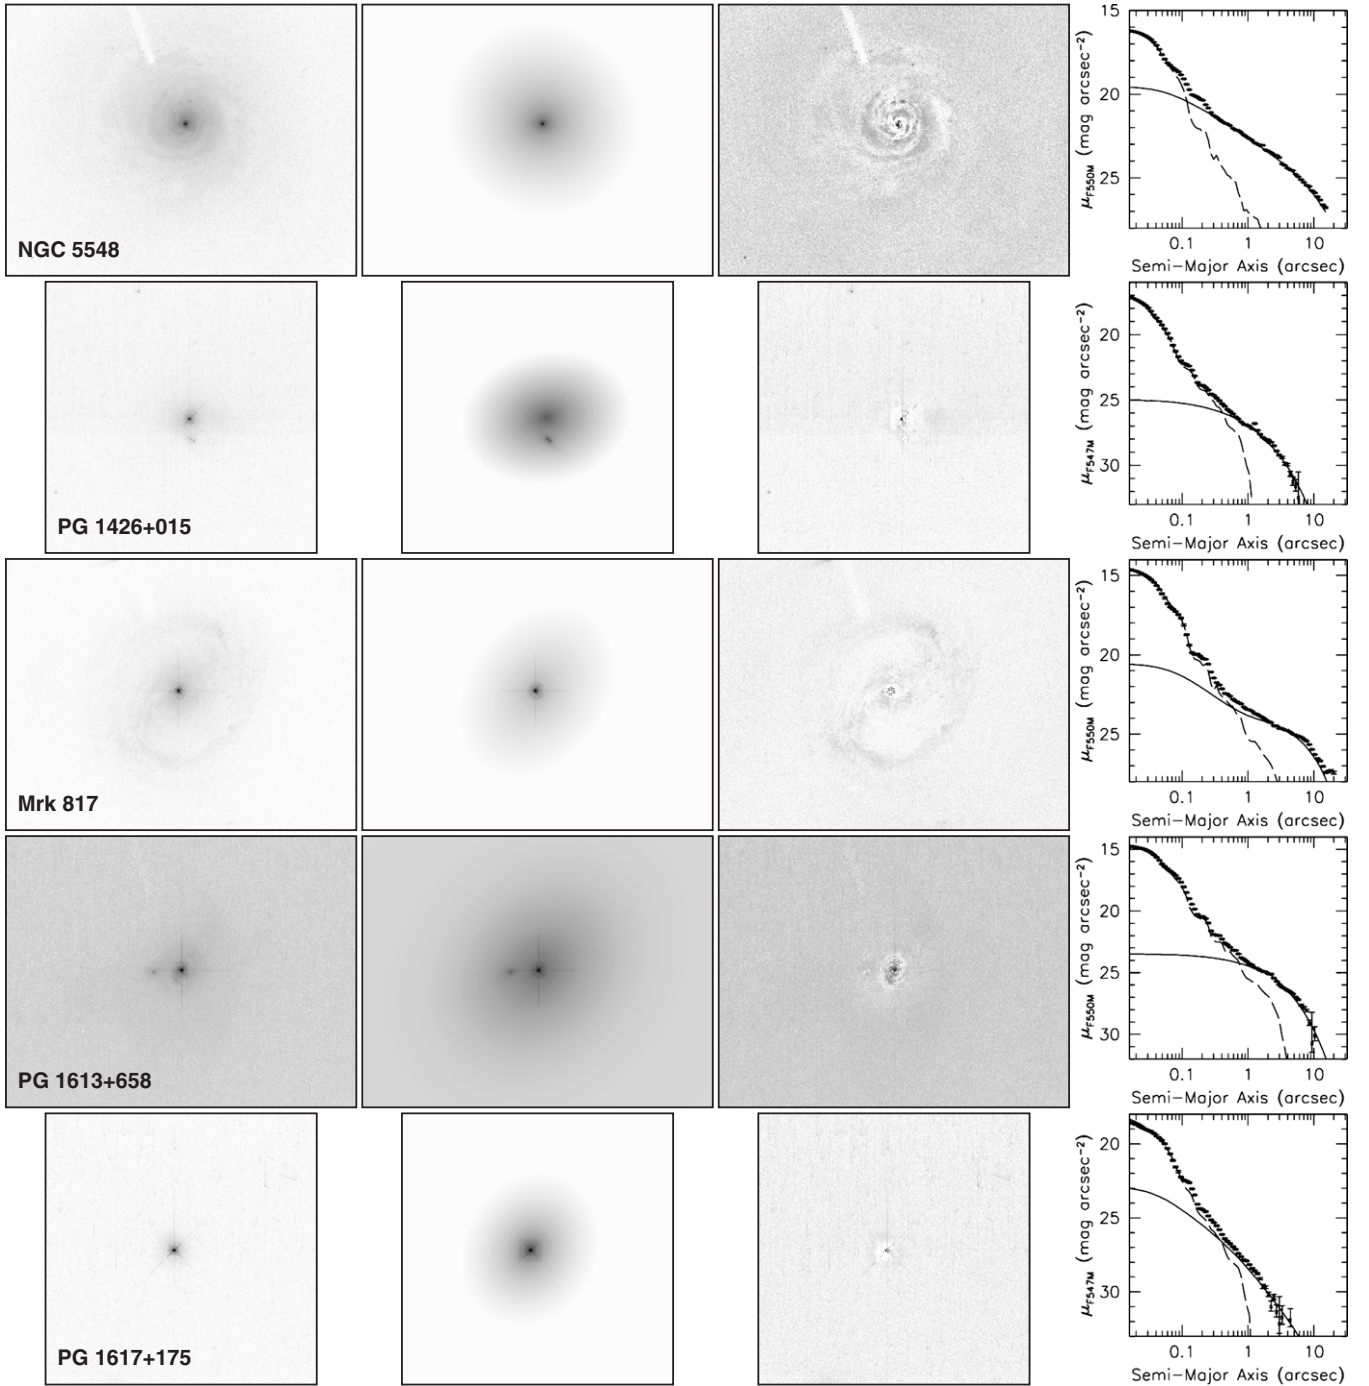 NGC 5548
15
20
25
μF550M (mag arcsec−2)
0.1 1 10
Semi-Major Axis (arcsec)
PG 1426+015
20
25
30
μF547M (mag arcsec−2)
0.1 1 10
Semi-Major Axis (arcsec)
Mrk 817
15
20
25
μF550M (mag arcsec−2)
0.1 1 10
Semi-Major Axis (arcsec)
PG 1613+658
15
20
25
30
μF550M (mag arcsec−2)
0.1 1 10
Semi-Major Axis (arcsec)
PG 1617+175
20
25
30
μF547M (mag arcsec−2)
0.1 1 10
Semi-Major Axis (arcsec)